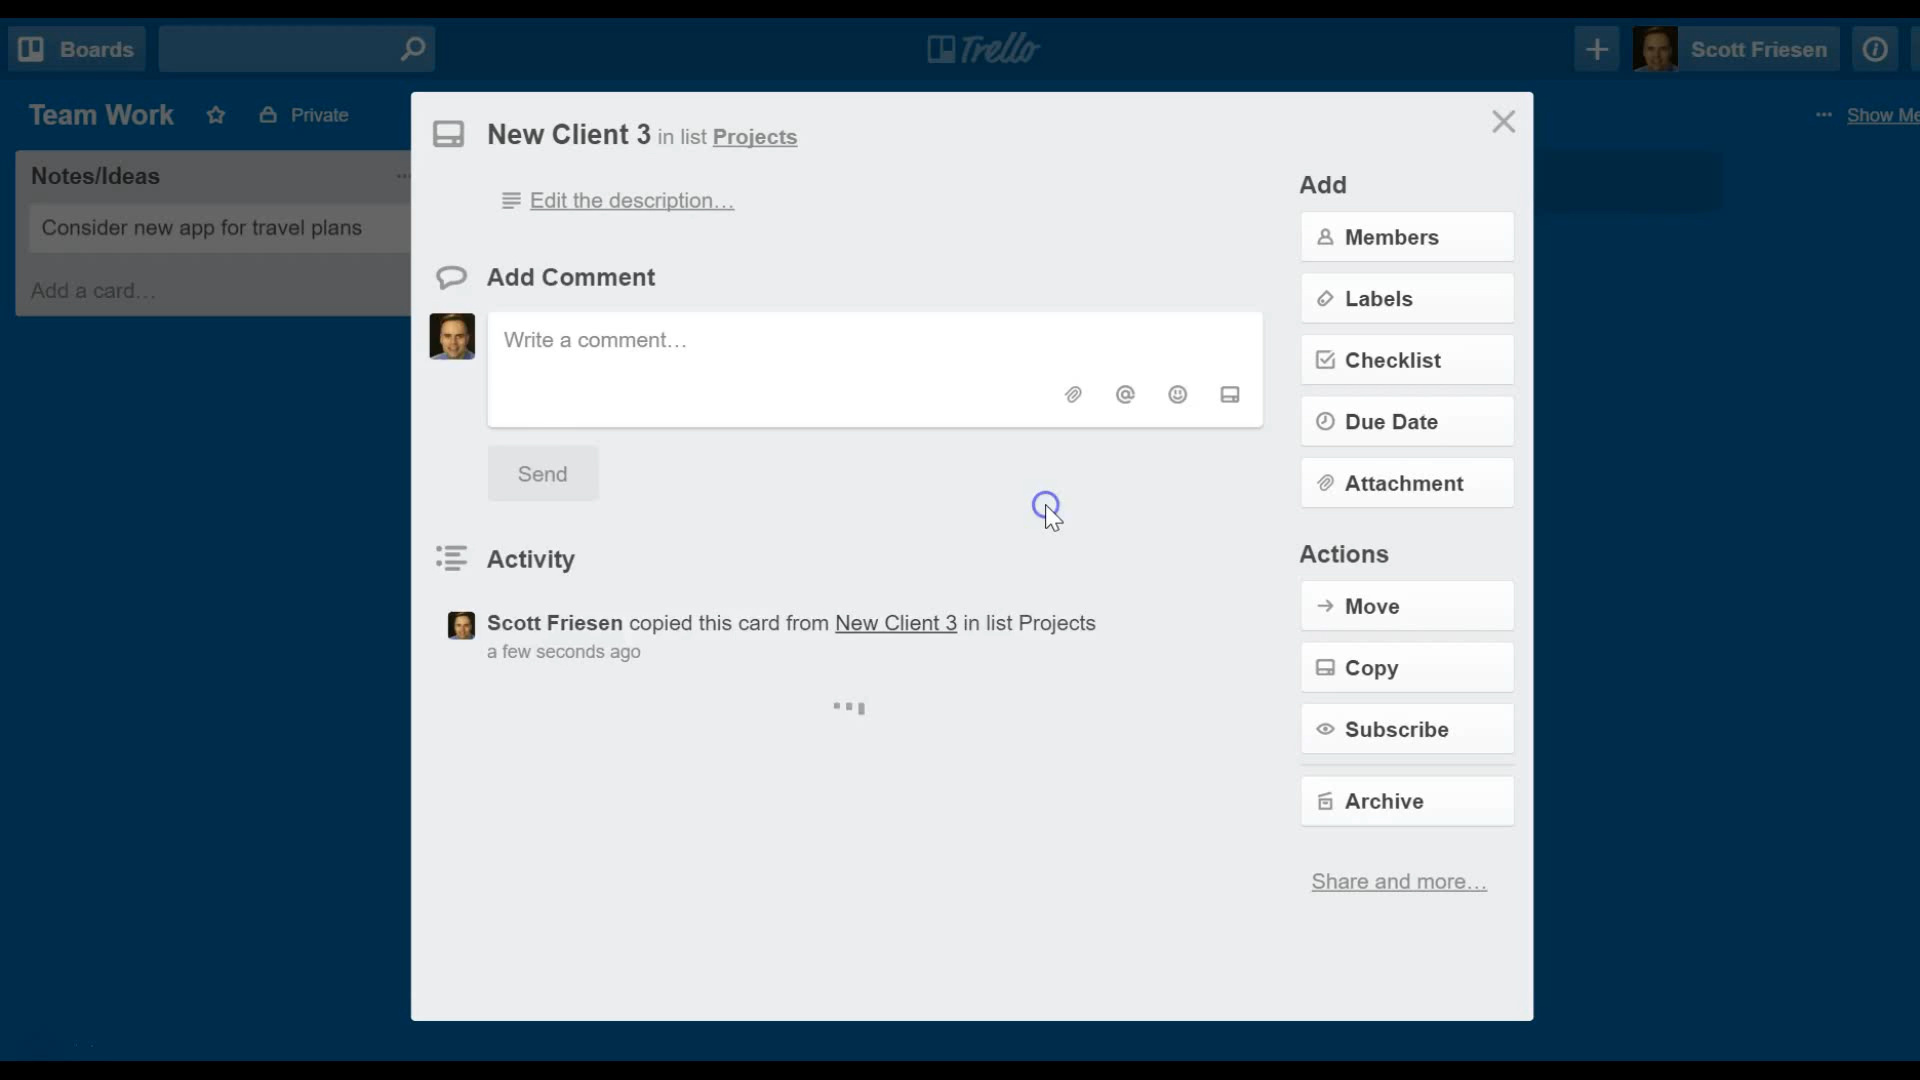 Boards
Trello
Scott Friesen
Team Work
Private
Show Me
Notes/Ideas
Consider new app for travel plans
Add a card…
New Client 3 in list Projects
Edit the description…
Add Comment
Write a comment…
Send
Activity
Scott Friesen copied this card from New Client 3 in list Projects
a few seconds ago
Add
Members
Labels
Checklist
Due Date
Attachment
Actions
Move
Copy
Subscribe
Archive
Share and more…